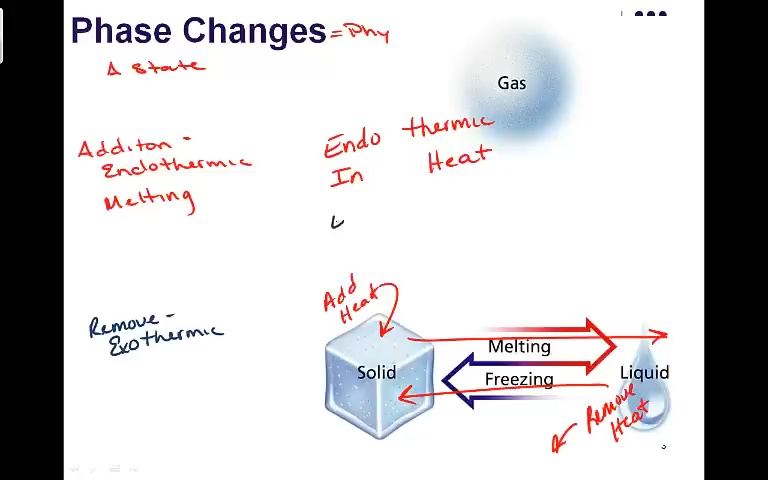 Phase Changes = Phy
Δ State
Gas
Additon -
Endothermic
Melting
Endo thermic
In Heat
Add
Heat
Remove -
Exothermic
Melting
Solid
Freezing
Liquid
Remove
Heat